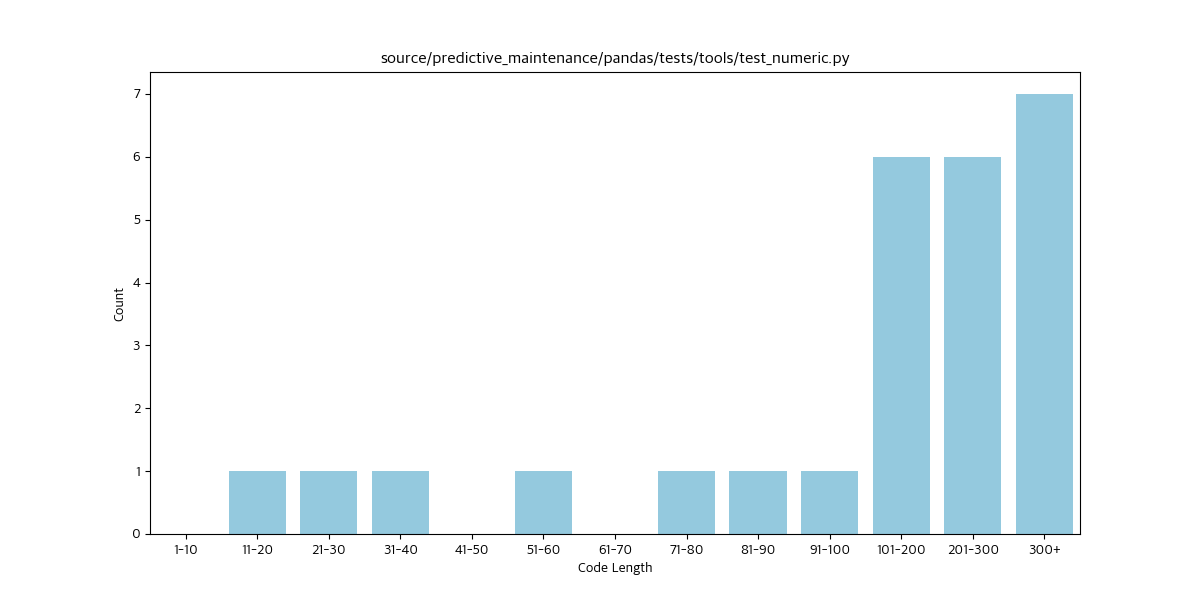 source/predictive_maintenance/pandas/tests/tools/test_numeric.py
7
6
5
4
3
2
1
0
Count
1-10 11-20 21-30 31-40 41-50 51-60 61-70 71-80 81-90 91-100 101-200 201-300 300+
Code Length